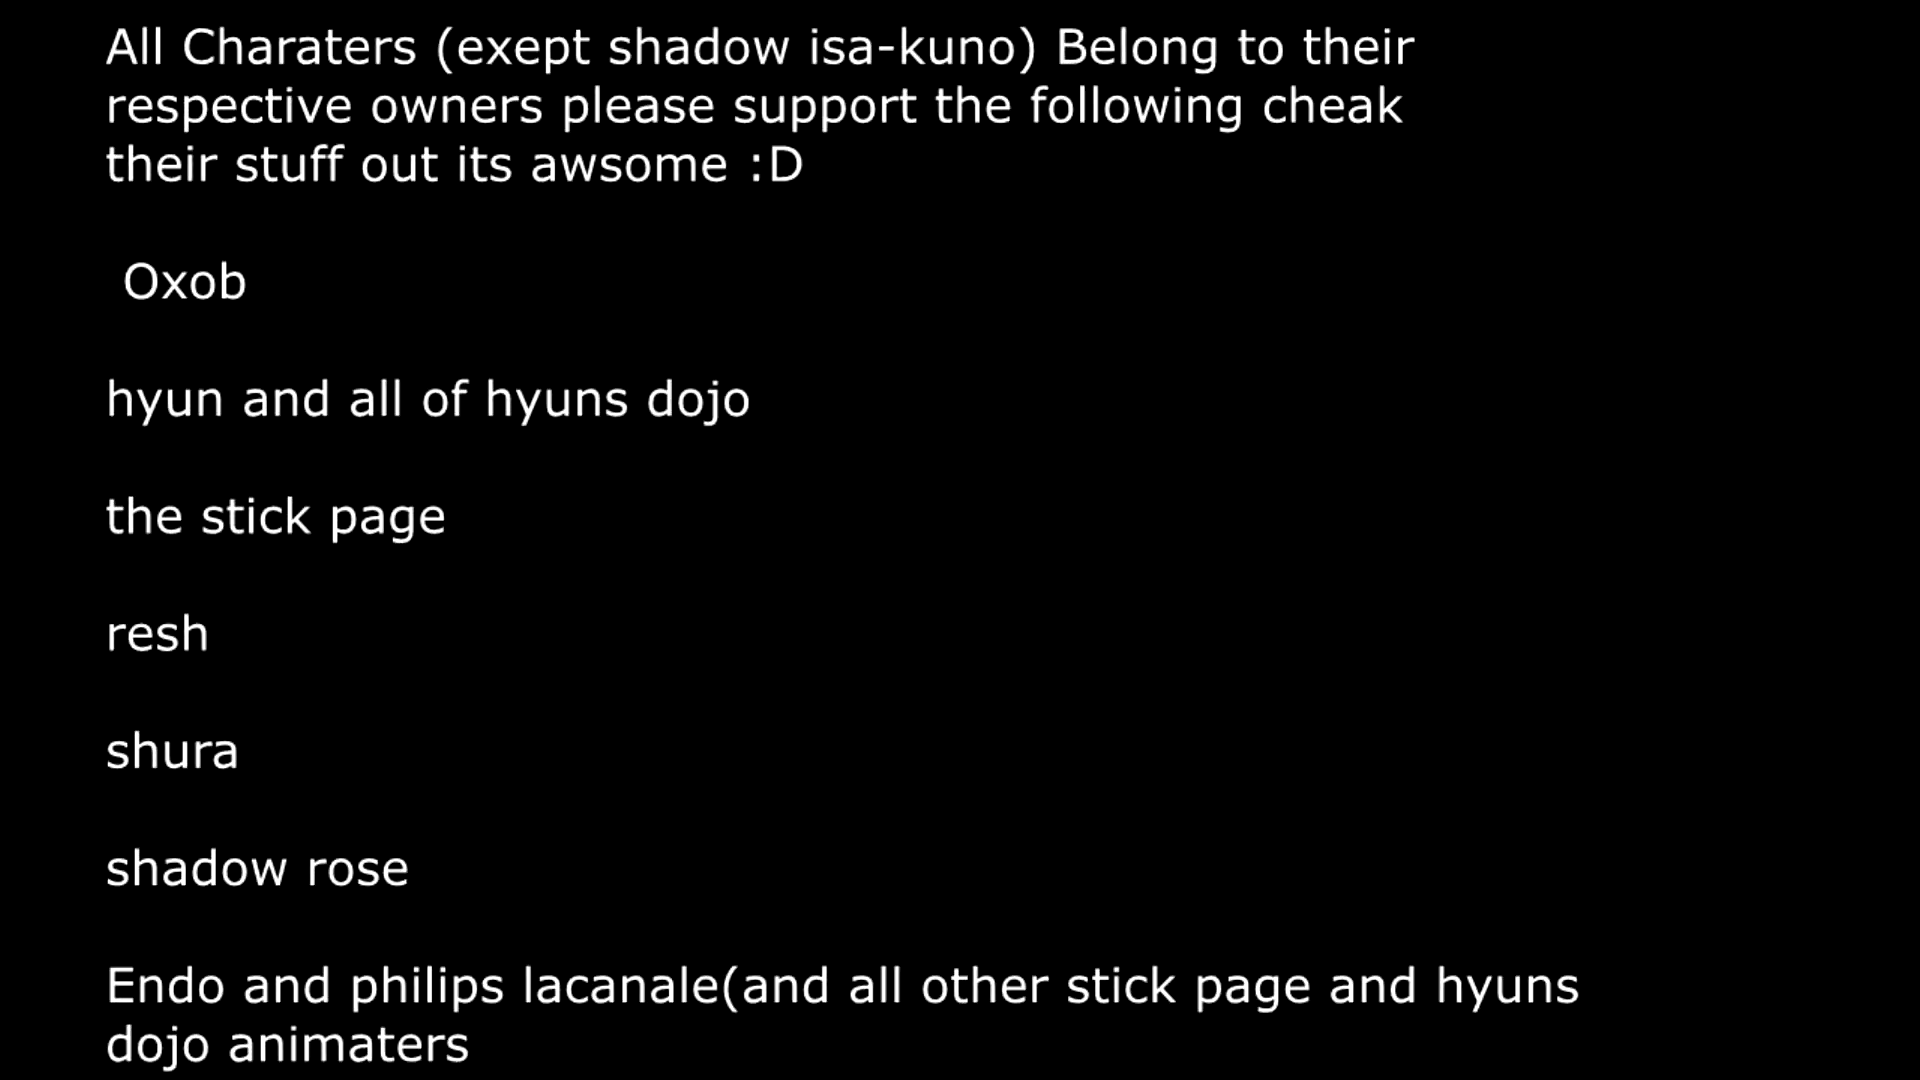 All Charaters (exept shadow isa-kuno) Belong to their
respective owners please support the following cheak
their stuff out its awsome :D
Oxob
hyun and all of hyuns dojo
the stick page
resh
shura
shadow rose
Endo and philips lacanale(and all other stick page and hyuns
dojo animaters